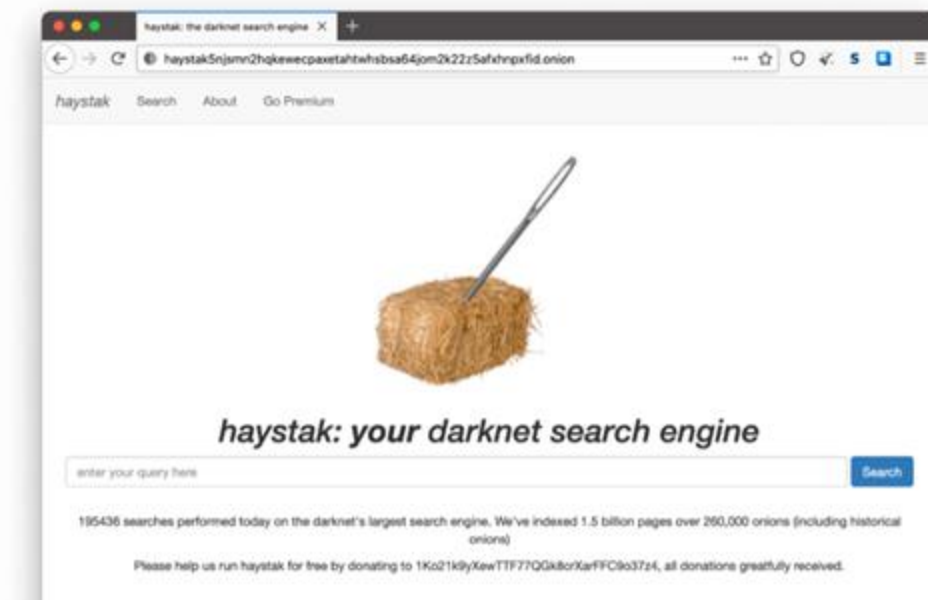 haystak: the darknet search engine
haystak5njsmn2hqkewecpaxetahtwhsbsa64jom2k22z5afxhnpxfid.onion
haystak Search About Go Premium
haystak: your darknet search engine
enter your query here Search
195436 searches performed today on the darknet's largest search engine. We've indexed 1.5 billion pages over 260,000 onions (including historical
onions)
Please help us run haystak for free by donating to 1Ko21k9yXewTTF77QGk8crXarFFC9o37z4, all donations greatfully received.